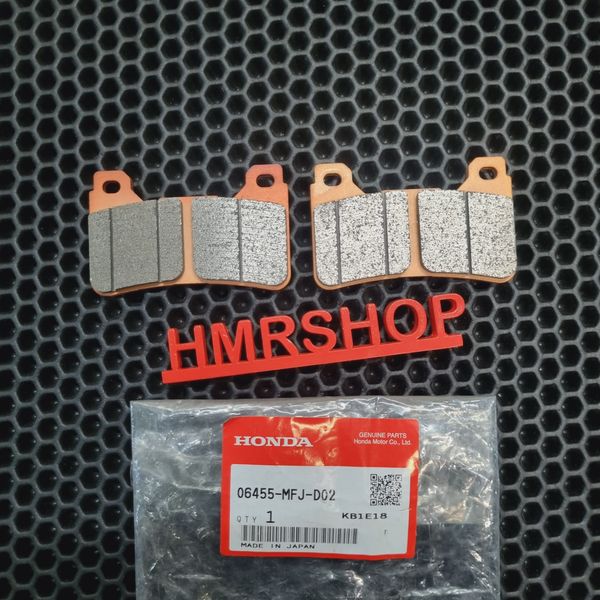 HMRSHOP
HONDA
GENUINE PARTS
Honda Motor Co., Ltd.
06455-MFJ-D02
QTY 1
KB1E18
MADE IN JAPAN